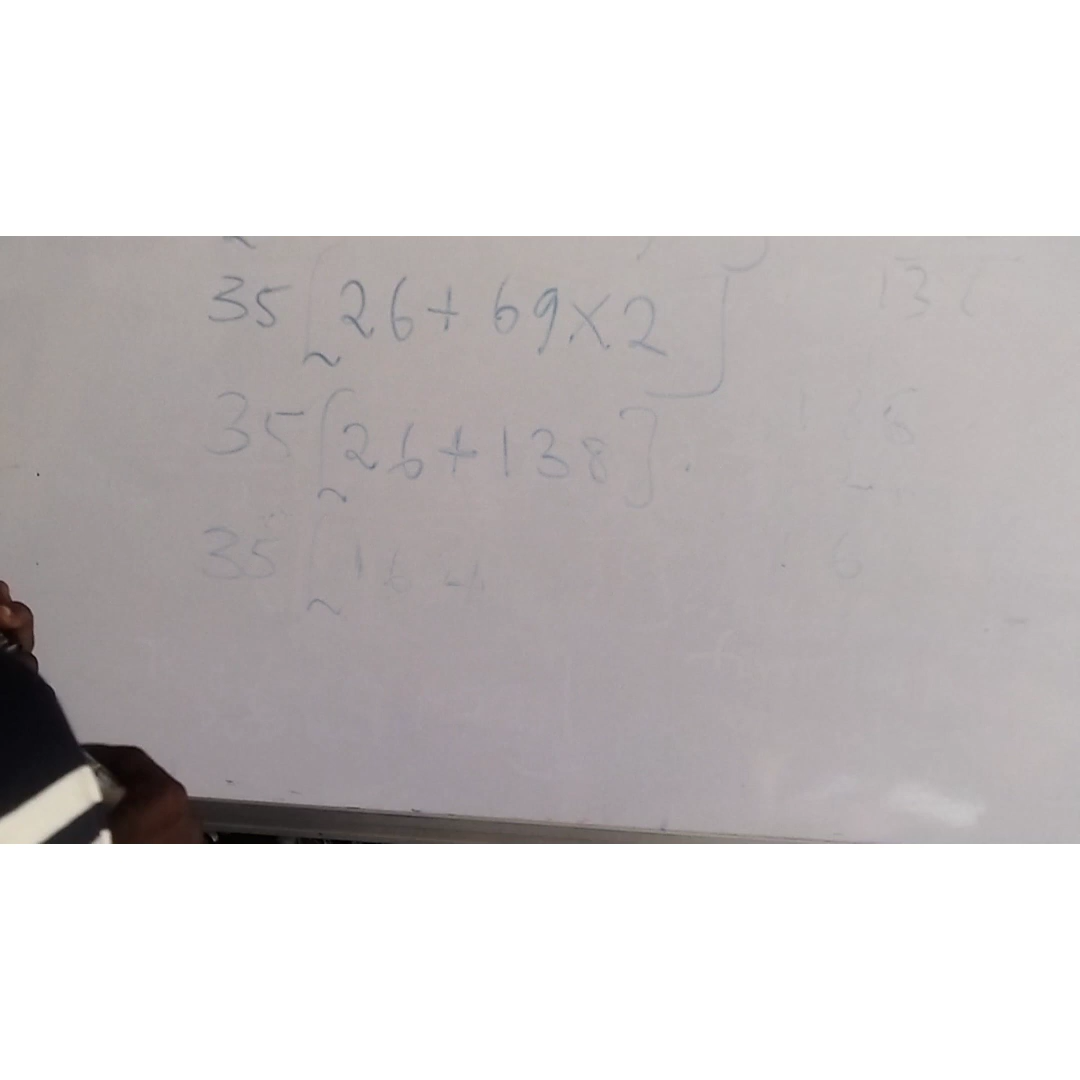 35 [ 26 + 69 × 2 ]
35 [ 26 + 138 ] .
35 [ 164